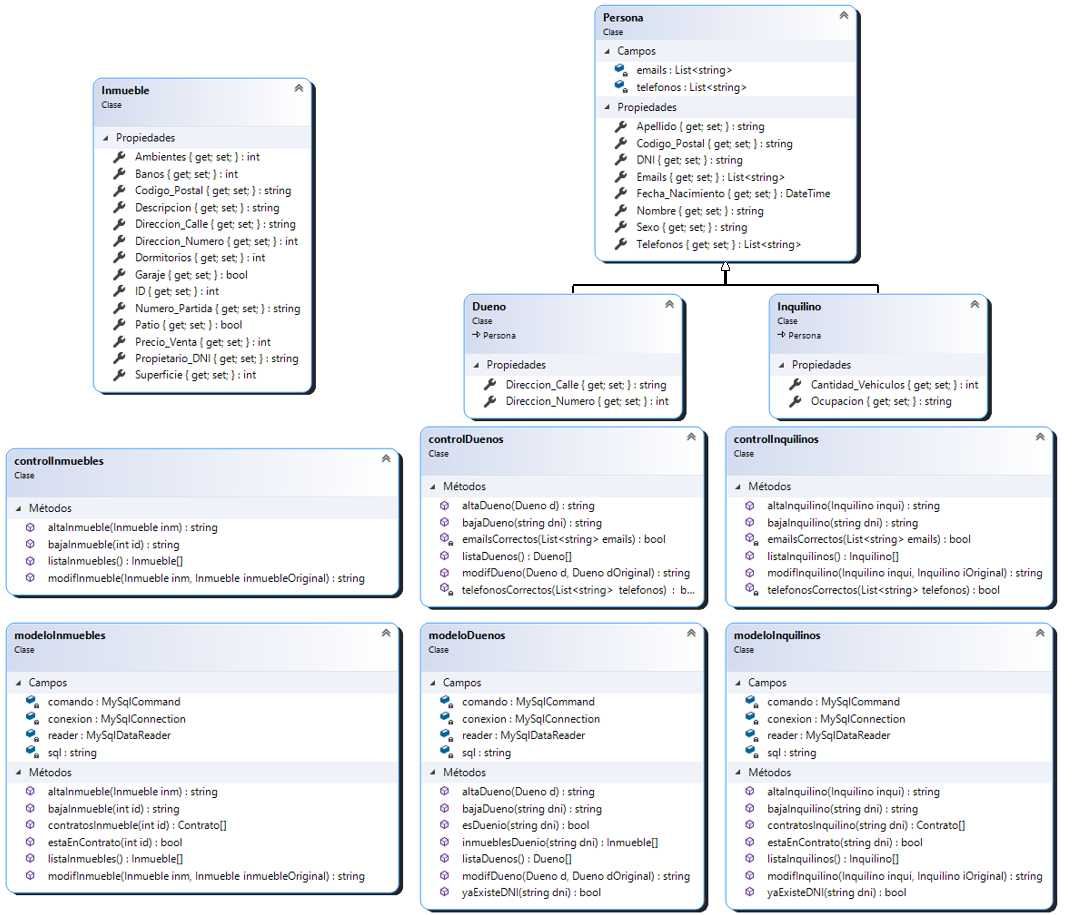 Persona
Clase
Campos
emails : List<string>
telefonos : List<string>
Propiedades
Apellido { get; set; } : string
Codigo_Postal { get; set; } : string
DNI { get; set; } : string
Emails { get; set; } : List<string>
Fecha_Nacimiento { get; set; } : DateTime
Nombre { get; set; } : string
Sexo { get; set; } : string
Telefonos { get; set; } : List<string>
Inmueble
Clase
Propiedades
Ambientes { get; set; } : int
Banos { get; set; } : int
Codigo_Postal { get; set; } : string
Descripcion { get; set; } : string
Direccion_Calle { get; set; } : string
Direccion_Numero { get; set; } : int
Dormitorios { get; set; } : int
Garaje { get; set; } : bool
ID { get; set; } : int
Numero_Partida { get; set; } : string
Patio { get; set; } : bool
Precio_Venta { get; set; } : int
Propietario_DNI { get; set; } : string
Superficie { get; set; } : int
Dueno
Clase
Persona
Propiedades
Direccion_Calle { get; set; } : string
Direccion_Numero { get; set; } : int
Inquilino
Clase
Persona
Propiedades
Cantidad_Vehiculos { get; set; } : int
Ocupacion { get; set; } : string
controlInmuebles
Clase
Métodos
altaInmueble(Inmueble inm) : string
bajaInmueble(int id) : string
listaInmuebles() : Inmueble[]
modifInmueble(Inmueble inm, Inmueble inmuebleOriginal) : string
controlDuenos
Clase
Métodos
altaDueno(Dueno d) : string
bajaDueno(string dni) : string
emailsCorrectos(List<string> emails) : bool
listaDuenos() : Dueno[]
modifDueno(Dueno d, Dueno dOriginal) : string
telefonosCorrectos(List<string> telefonos) : b...
controlInquilinos
Clase
Métodos
altaInquilino(Inquilino inqui) : string
bajaInquilino(string dni) : string
emailsCorrectos(List<string> emails) : bool
listaInquilinos() : Inquilino[]
modifInquilino(Inquilino inqui, Inquilino iOriginal) : string
telefonosCorrectos(List<string> telefonos) : bool
modeloInmuebles
Clase
Campos
comando : MySqlCommand
conexion : MySqlConnection
reader : MySqlDataReader
sql : string
Métodos
altaInmueble(Inmueble inm) : string
bajaInmueble(int id) : string
contratosInmueble(int id) : Contrato[]
estaEnContrato(int id) : bool
listaInmuebles() : Inmueble[]
modifInmueble(Inmueble inm, Inmueble inmuebleOriginal) : string
modeloDuenos
Clase
Campos
comando : MySqlCommand
conexion : MySqlConnection
reader : MySqlDataReader
sql : string
Métodos
altaDueno(Dueno d) : string
bajaDueno(string dni) : string
esDuenio(string dni) : bool
inmueblesDuenio(string dni) : Inmueble[]
listaDuenos() : Dueno[]
modifDueno(Dueno d, Dueno dOriginal) : string
yaExisteDNI(string dni) : bool
modeloInquilinos
Clase
Campos
comando : MySqlCommand
conexion : MySqlConnection
reader : MySqlDataReader
sql : string
Métodos
altaInquilino(Inquilino inqui) : string
bajaInquilino(string dni) : string
contratosInquilino(string dni) : Contrato[]
estaEnContrato(string dni) : bool
listaInquilinos() : Inquilino[]
modifInquilino(Inquilino inqui, Inquilino iOriginal) : string
yaExisteDNI(string dni) : bool